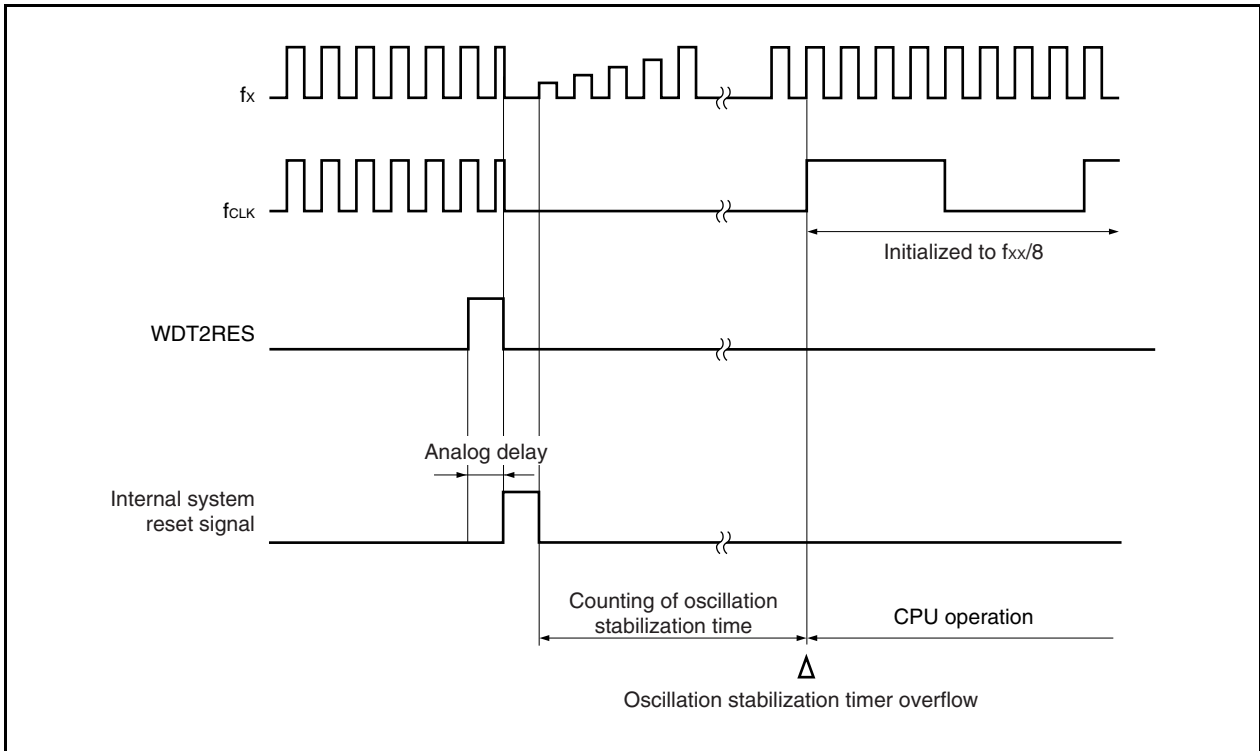 fX
fCLK
Initialized to fXX/8
WDT2RES
Analog delay
Internal system
reset signal
Counting of oscillation
stabilization time
CPU operation
Oscillation stabilization timer overflow